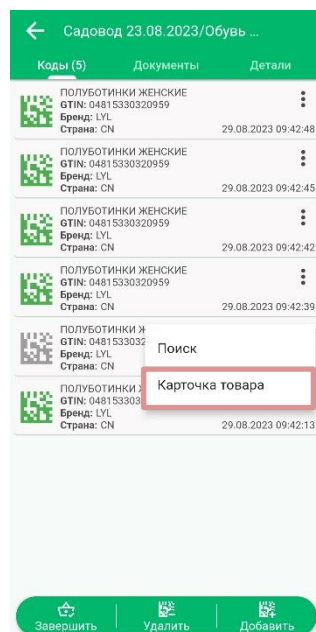 Садовод 23.08.2023/Обувь ...
Коды (5)
Документы
Детали
ПОЛУБОТИНКИ ЖЕНСКИЕ
GTIN: 04815330320959
Бренд: LYL
Страна: CN
29.08.2023 09:42:48
ПОЛУБОТИНКИ ЖЕНСКИЕ
GTIN: 04815330320959
Бренд: LYL
Страна: CN
29.08.2023 09:42:45
ПОЛУБОТИНКИ ЖЕНСКИЕ
GTIN: 04815330320959
Бренд: LYL
Страна: CN
29.08.2023 09:42:42
ПОЛУБОТИНКИ ЖЕНСКИЕ
GTIN: 04815330320959
Бренд: LYL
Страна: CN
29.08.2023 09:42:39
ПОЛУБОТИНКИ Ж
GTIN: 0481533032
Бренд: LYL
Страна: CN
Поиск
Карточка товара
ПОЛУБОТИНКИ
GTIN: 048153303
Бренд: LYL
Страна: CN
29.08.2023 09:42:13
Завершить
Удалить
Добавить